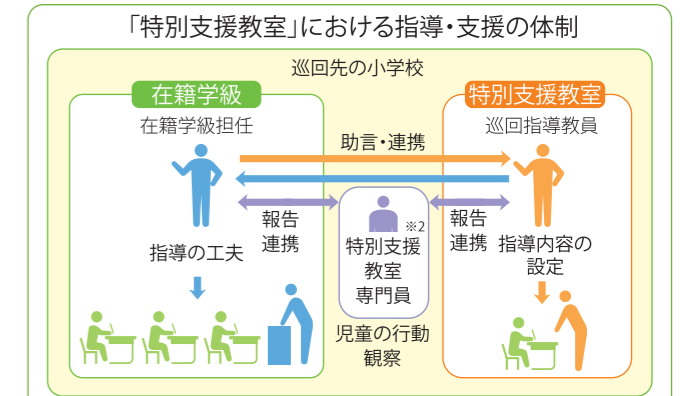 「特別支援教室」における指導・支援の体制
巡回先の小学校
在籍学級
在籍学級担任
特別支援教室
巡回指導教員
助言・連携
報告
連携
報告
連携
指導の工夫
※2
特別支援
教室
専門員
指導内容の
設定
児童の行動
観察